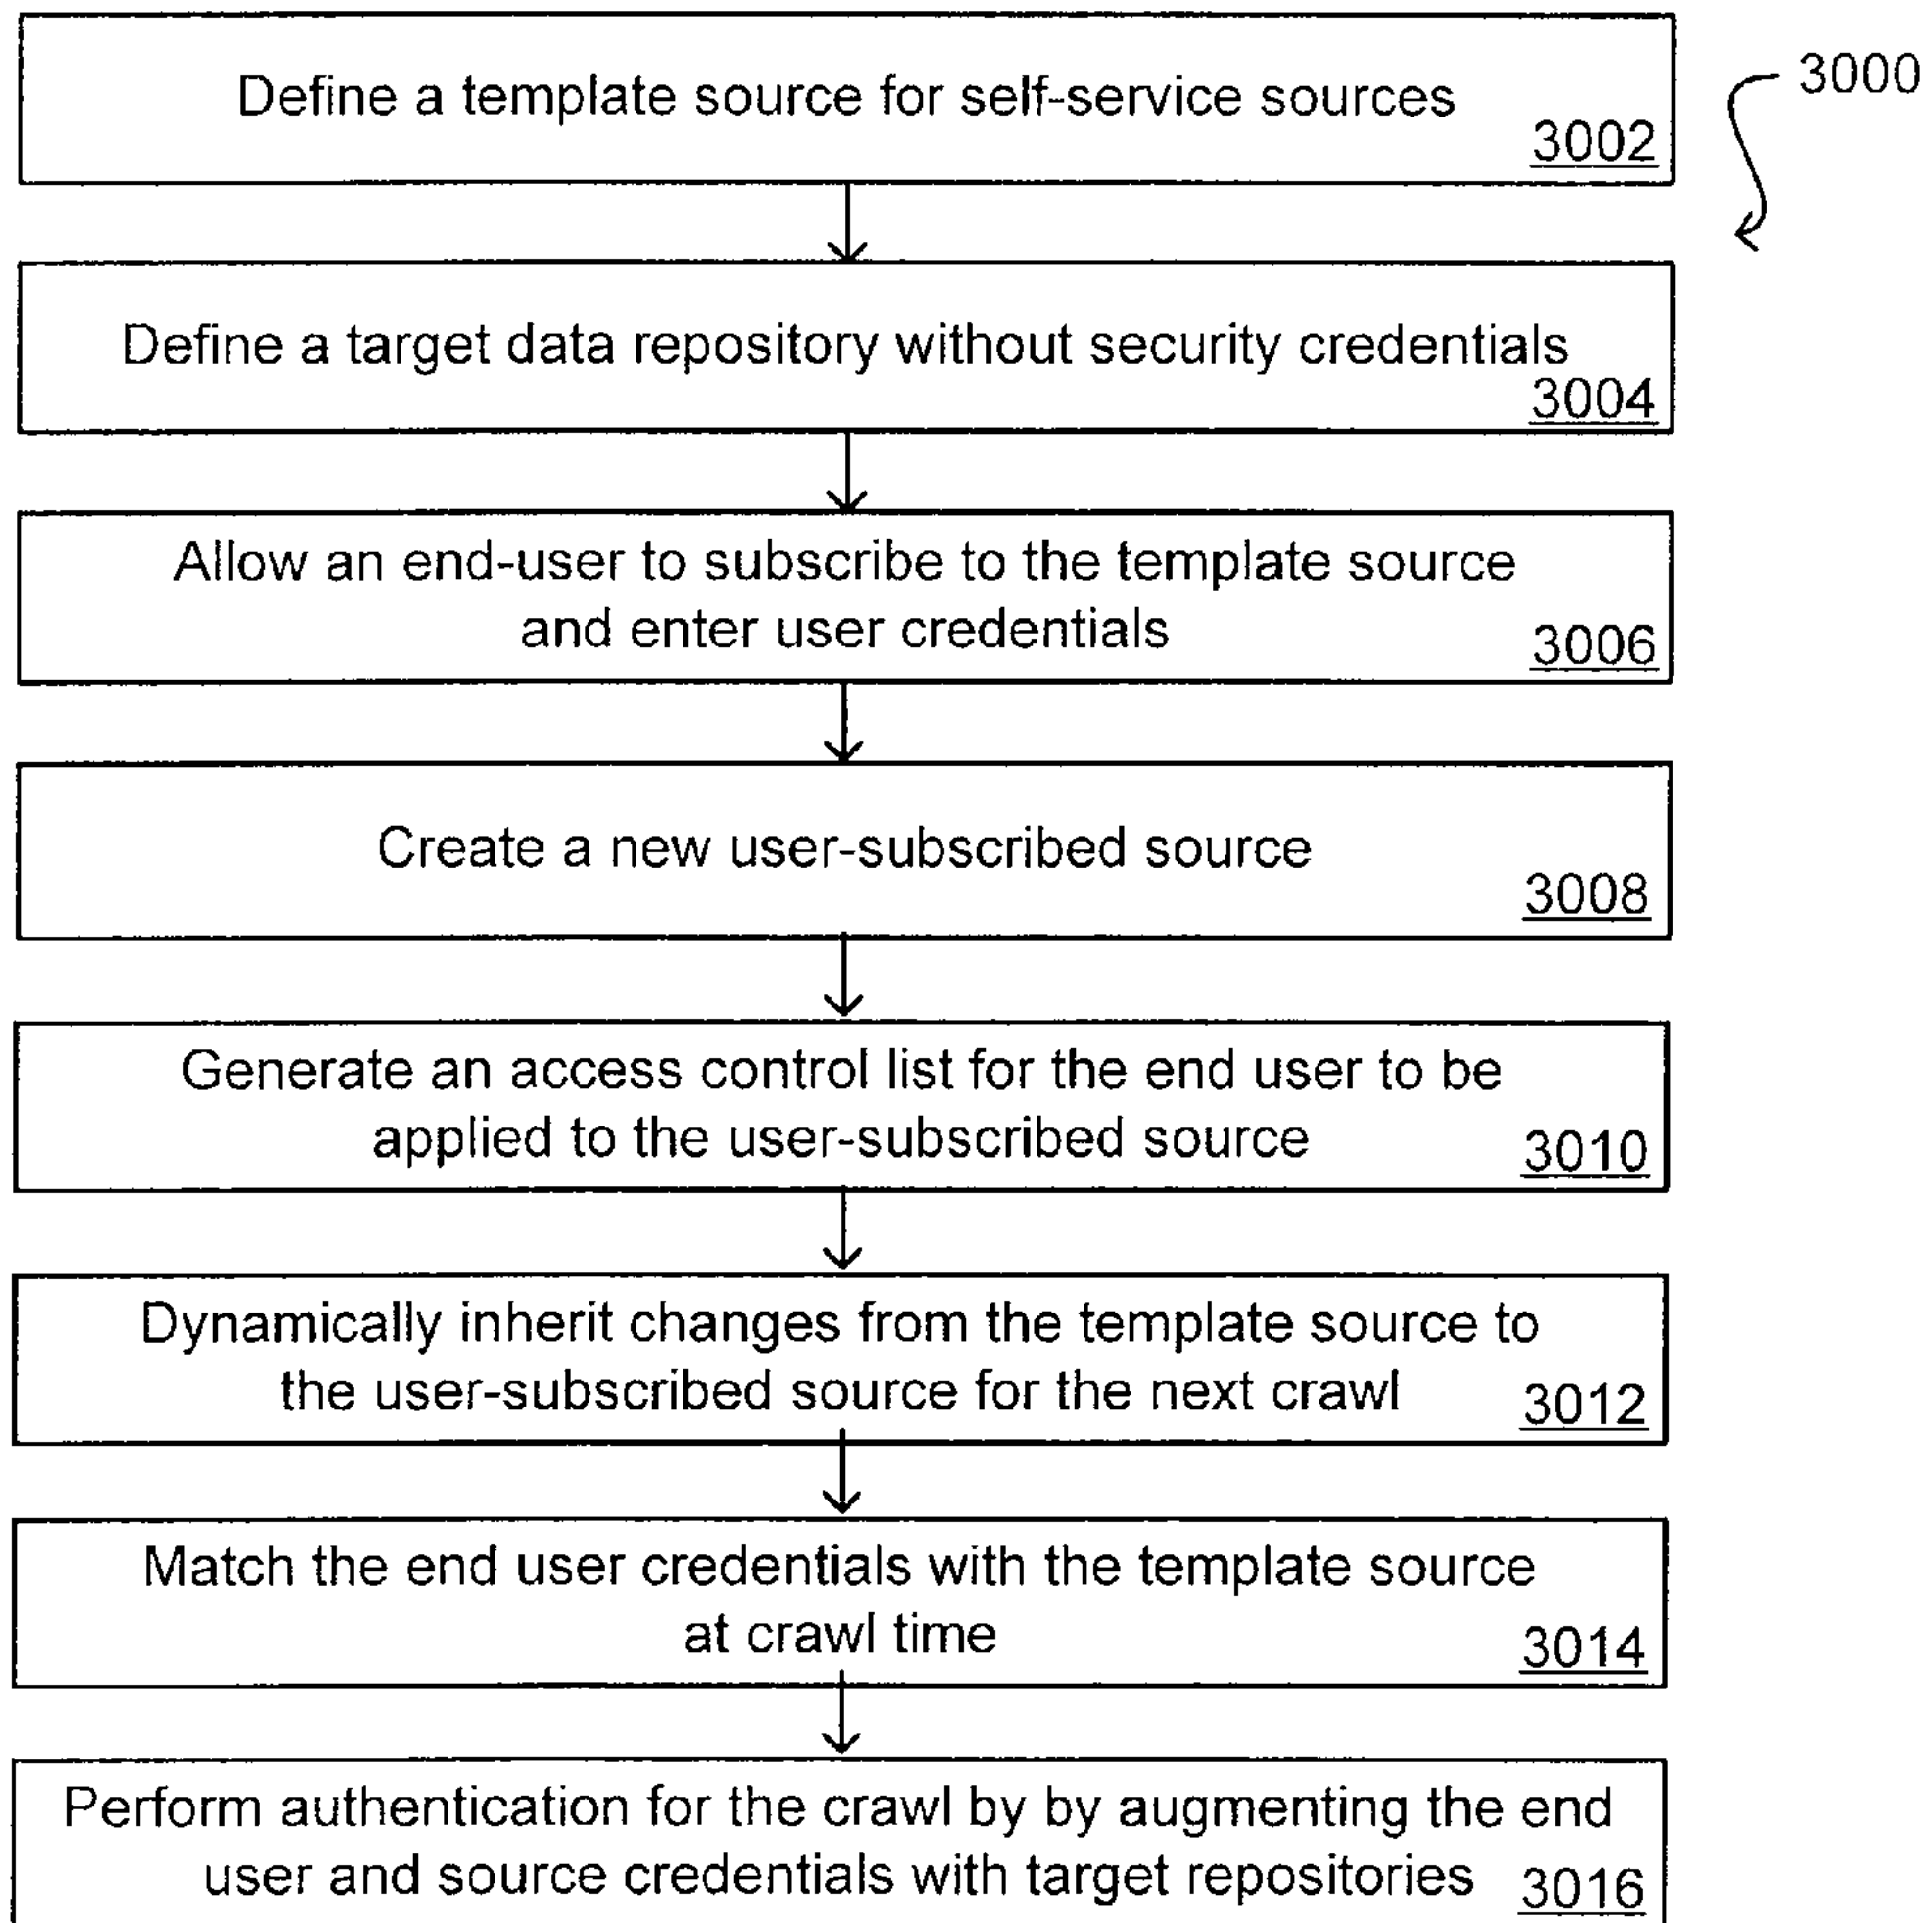 Define a template source for self-service sources
3002
3000
Define a target data repository without security credentials
3004
Allow an end-user to subscribe to the template source
and enter user credentials
3006
Create a new user-subscribed source
3008
Generate an access control list for the end user to be
applied to the user-subscribed source
3010
Dynamically inherit changes from the template source to
the user-subscribed source for the next crawl
3012
Match the end user credentials with the template source
at crawl time
3014
Perform authentication for the crawl by by augmenting the end
user and source credentials with target repositories
3016